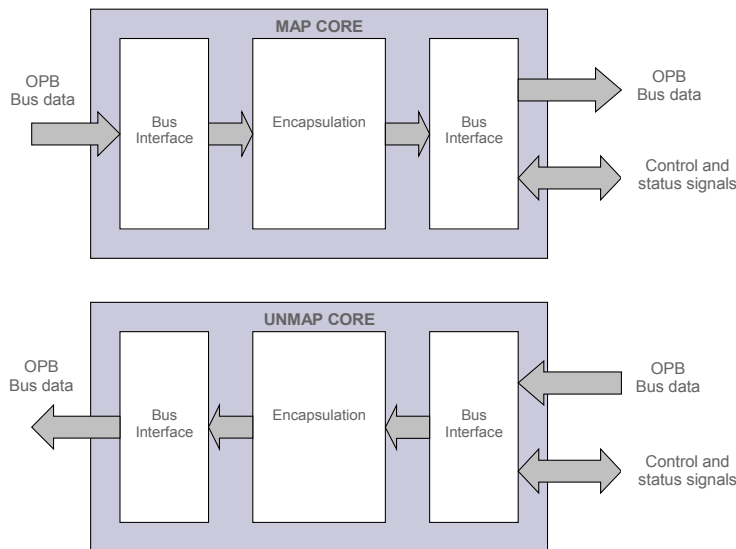 MAP CORE
OPB
Bus data
Bus
Interface
Encapsulation
Bus
Interface
OPB
Bus data
Control and
status signals
UNMAP CORE
OPB
Bus data
Bus
Interface
Encapsulation
Bus
Interface
OPB
Bus data
Control and
status signals